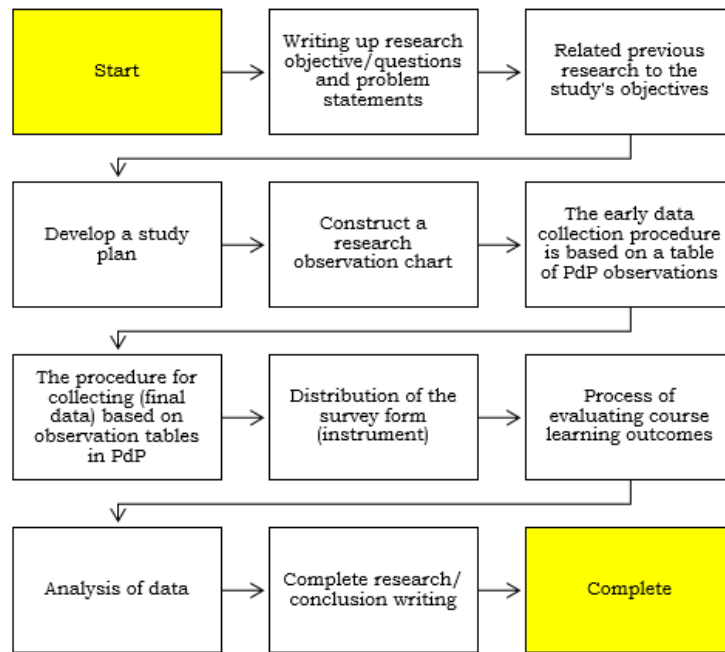 Start
Writing up research
objective/questions
and problem
statements
Related previous
research to the
study's objectives
Develop a study
plan
Construct a
research
observation chart
The early data
collection procedure
is based on a table
of PdP observations
The procedure for
collecting (final
data) based on
observation tables
in PdP
Distribution of the
survey form
(instrument)
Process of
evaluating course
learning outcomes
Analysis of data
Complete research/
conclusion writing
Complete